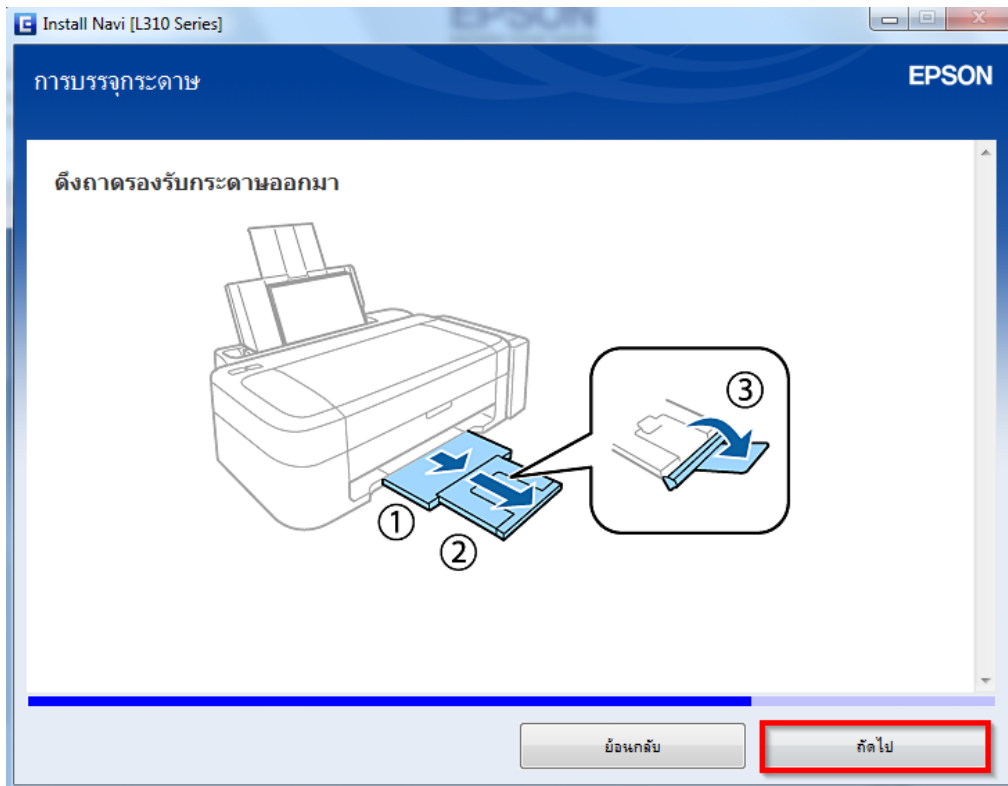 EPSON
Install Navi [L310 Series]
การบรรจุกระดาษ
EPSON
ดึงถาดรองรับกระดาษออกมา
①
②
③
ย้อนกลับ
ถัดไป